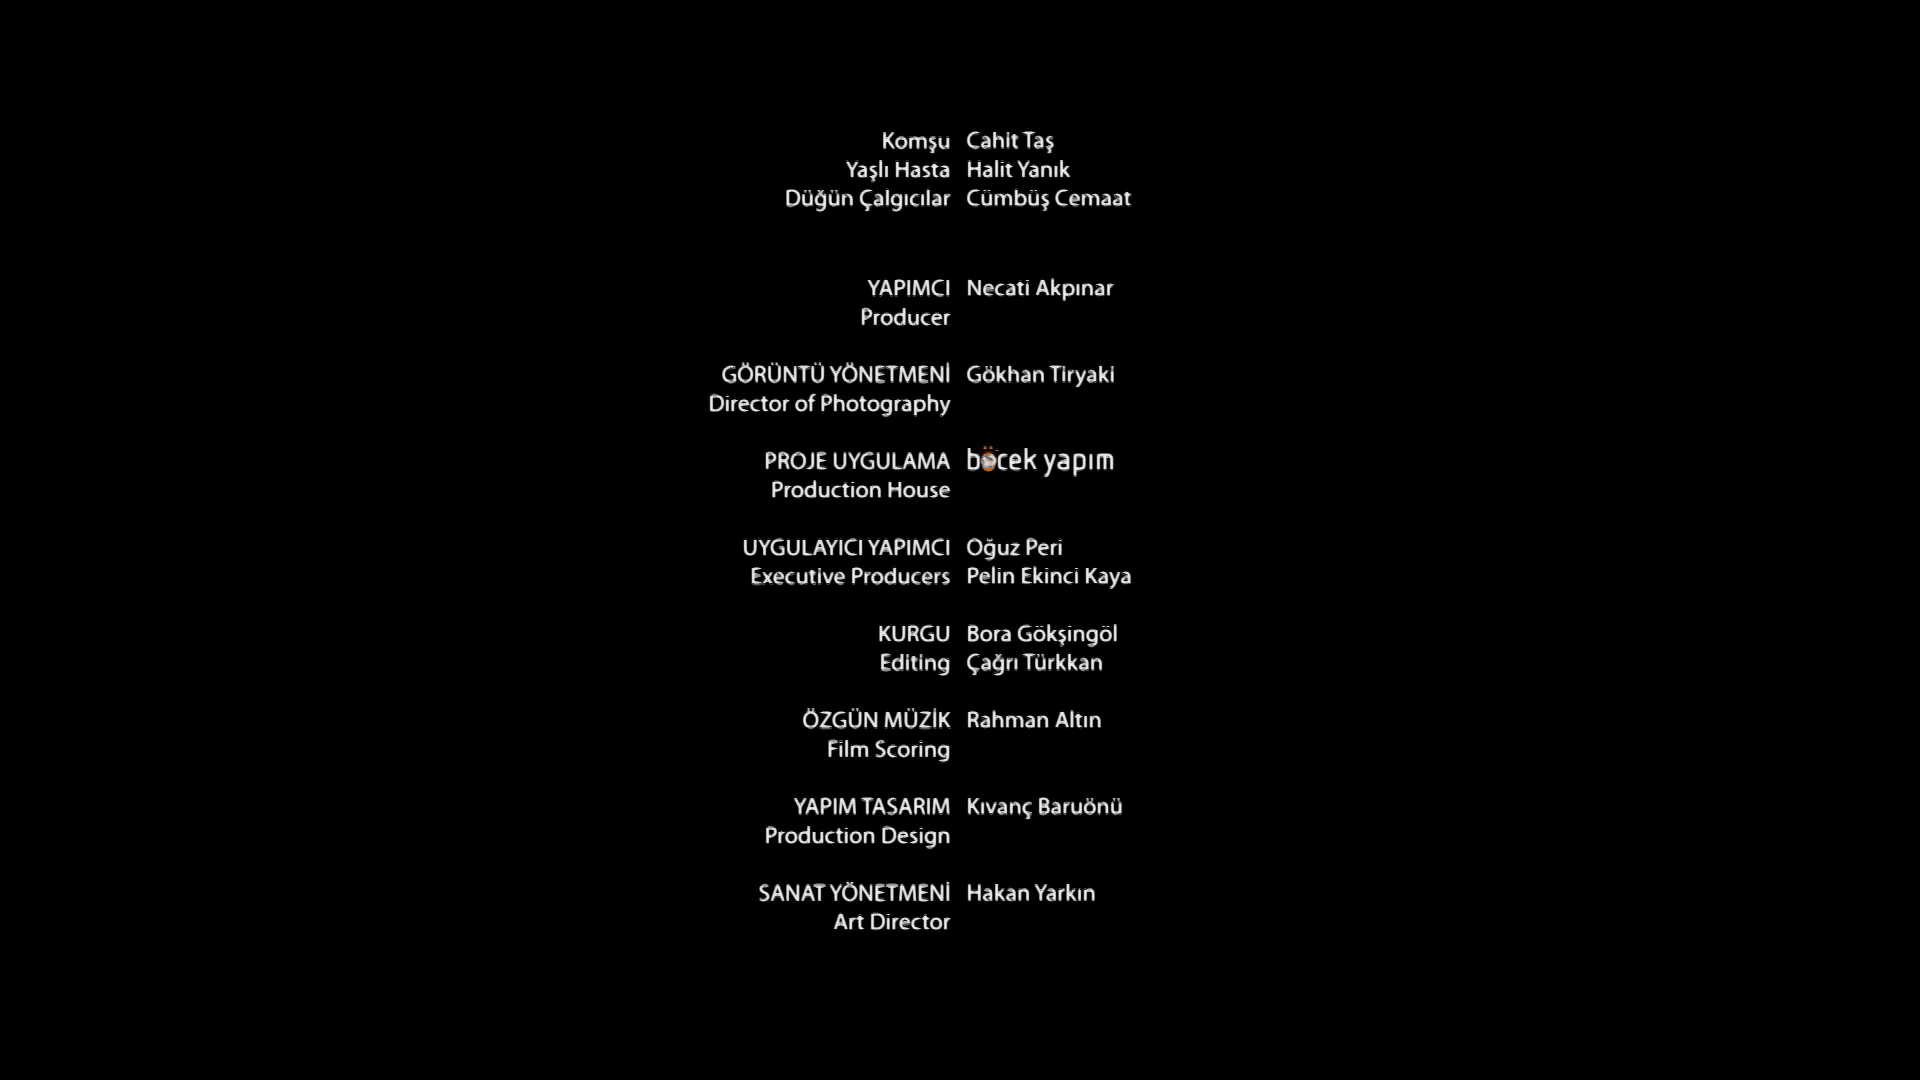 Komşu Cahit Taş
Yaşlı Hasta Halit Yanık
Düğün Çalgıcılar Cümbüş Cemaat
YAPIMCI Necati Akpınar
Producer
GÖRÜNTÜ YÖNETMENİ Gökhan Tiryaki
Director of Photography
PROJE UYGULAMA böcek yapım
Production House
UYGULAYICI YAPIMCI Oğuz Peri
Executive Producers Pelin Ekinci Kaya
KURGU Bora Gökşingöl
Editing Çağrı Türkkan
ÖZGÜN MÜZİK Rahman Altın
Film Scoring
YAPIM TASARIM Kıvanç Baruönü
Production Design
SANAT YÖNETMENİ Hakan Yarkın
Art Director